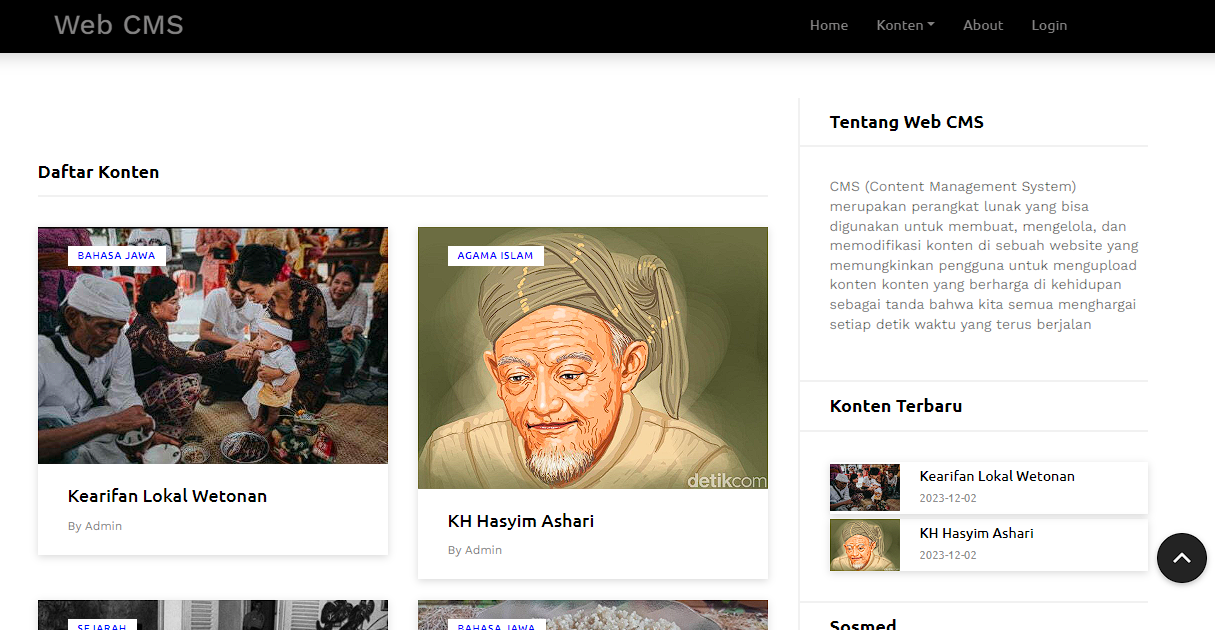 Web CMS
Home
Konten
About
Login
Daftar Konten
BAHASA JAWA
Kearifan Lokal Wetonan
By Admin
AGAMA ISLAM
detikcom
KH Hasyim Ashari
By Admin
SEJARAH
BAHASA JAWA
Tentang Web CMS
CMS (Content Management System)
merupakan perangkat lunak yang bisa
digunakan untuk membuat, mengelola, dan
memodifikasi konten di sebuah website yang
memungkinkan pengguna untuk mengupload
konten konten yang berharga di kehidupan
sebagai tanda bahwa kita semua menghargai
setiap detik waktu yang terus berjalan
Konten Terbaru
Kearifan Lokal Wetonan
2023-12-02
KH Hasyim Ashari
2023-12-02
Sosmed